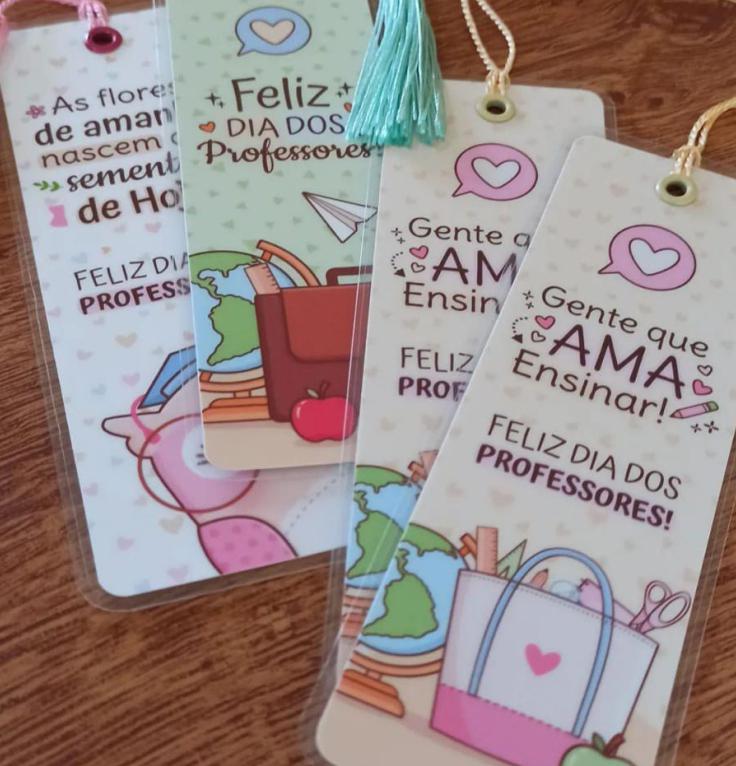 As flores
de aman
nascem
sement
de Ho
FELIZ DIA
PROFESS
Feliz
DIA DOS
Professores!
Gente q
AM
Ensin
FELIZ
PROF
Gente que
AMA
Ensinar!
FELIZ DIA DOS
PROFESSORES!